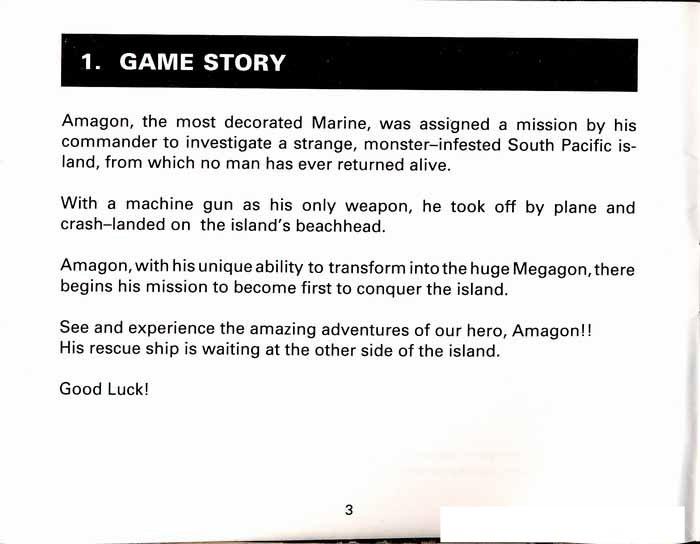 1. GAME STORY
Amagon, the most decorated Marine, was assigned a mission by his
commander to investigate a strange, monster–infested South Pacific is-
land, from which no man has ever returned alive.
With a machine gun as his only weapon, he took off by plane and
crash–landed on the island's beachhead.
Amagon, with his unique ability to transform into the huge Megagon, there
begins his mission to become first to conquer the island.
See and experience the amazing adventures of our hero, Amagon!!
His rescue ship is waiting at the other side of the island.
Good Luck!
3